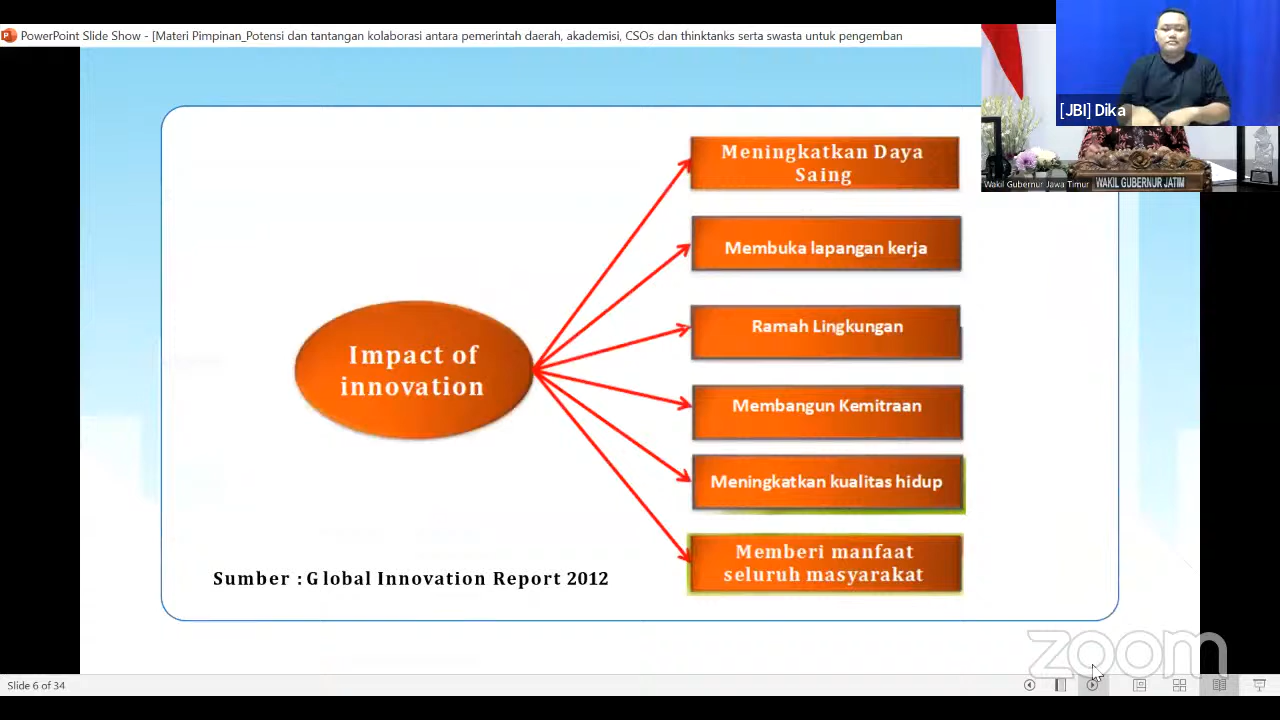 PowerPoint Slide Show - [Materi Pimpinan_Potensi dan tantangan kolaborasi antara pemerintah daerah, akademisi, CSOs dan thinktanks serta swasta untuk pengemban
[JBI] Dika
Wakil Gubernur Jawa Timur
WAKIL GUBERNUR JATIM
Meningkatkan Daya
Saing
Membuka lapangan kerja
Ramah Lingkungan
Impact of
innovation
Membangun Kemitraan
Meningkatkan kualitas hidup
Memberi manfaat
seluruh masyarakat
Sumber : Global Innovation Report 2012
zoom
Slide 6 of 34